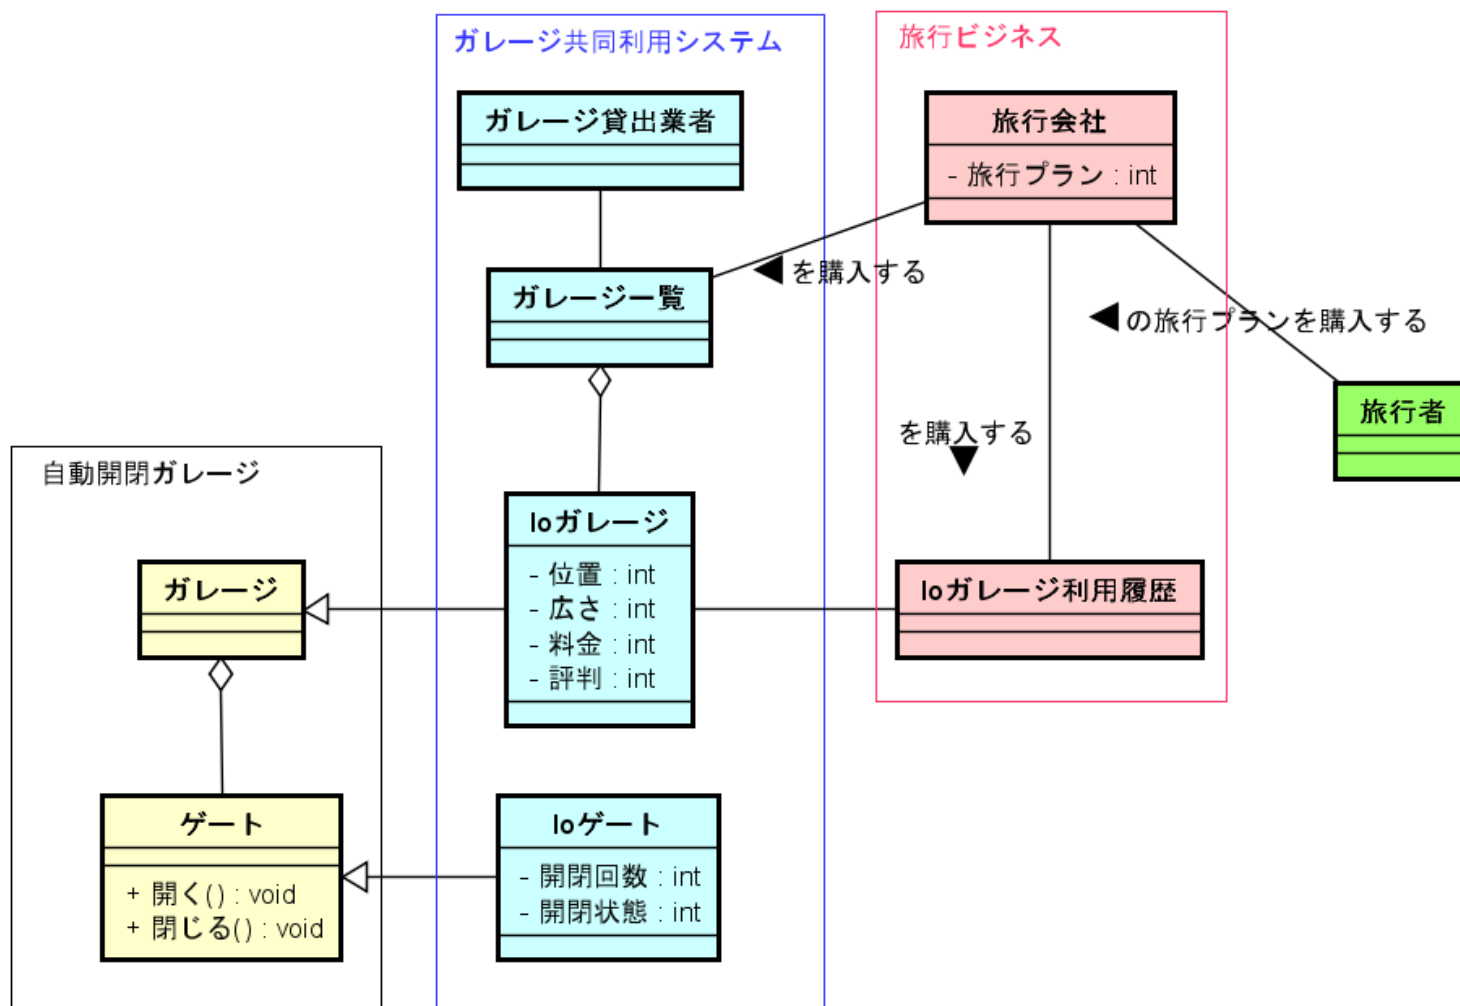 ガレージ共同利用システム
旅行ビジネス
ガレージ貸出業者
旅行会社
- 旅行プラン : int
ガレージ一覧
◀ を購入する
◀ の旅行プランを購入する
旅行者
を購入する
▼
自動開閉ガレージ
ガレージ
Ioガレージ
- 位置 : int
- 広さ : int
- 料金 : int
- 評判 : int
Ioガレージ利用履歴
ゲート
+ 開く() : void
+ 閉じる() : void
Ioゲート
- 開閉回数 : int
- 開閉状態 : int